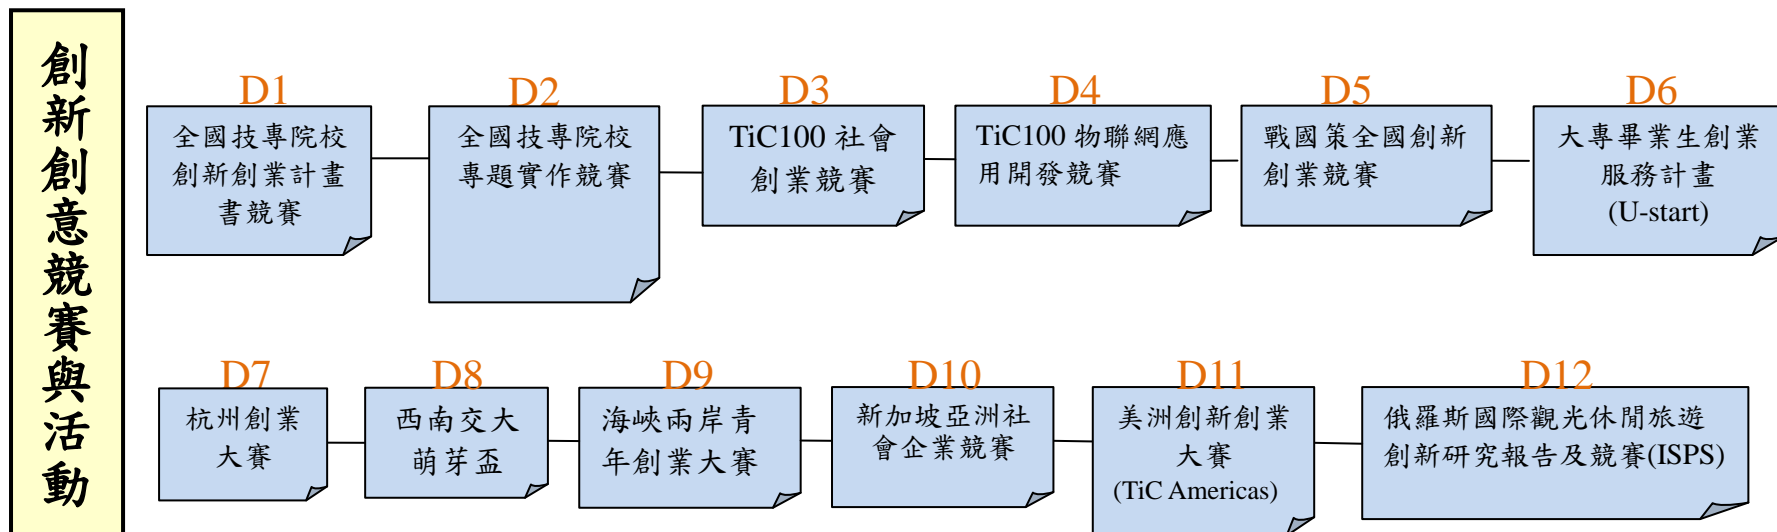 創新創意競賽與活動
D1
全國技專院校
創新創業計畫
書競賽
D2
全國技專院校
專題實作競賽
D3
TiC100 社會
創業競賽
D4
TiC100 物聯網應
用開發競賽
D5
戰國策全國創新
創業競賽
D6
大專畢業生創業
服務計畫
(U-start)
D7
杭州創業
大賽
D8
西南交大
萌芽盃
D9
海峽兩岸青
年創業大賽
D10
新加坡亞洲社
會企業競賽
D11
美洲創新創業
大賽
(TiC Americas)
D12
俄羅斯國際觀光休閒旅遊
創新研究報告及競賽(ISPS)